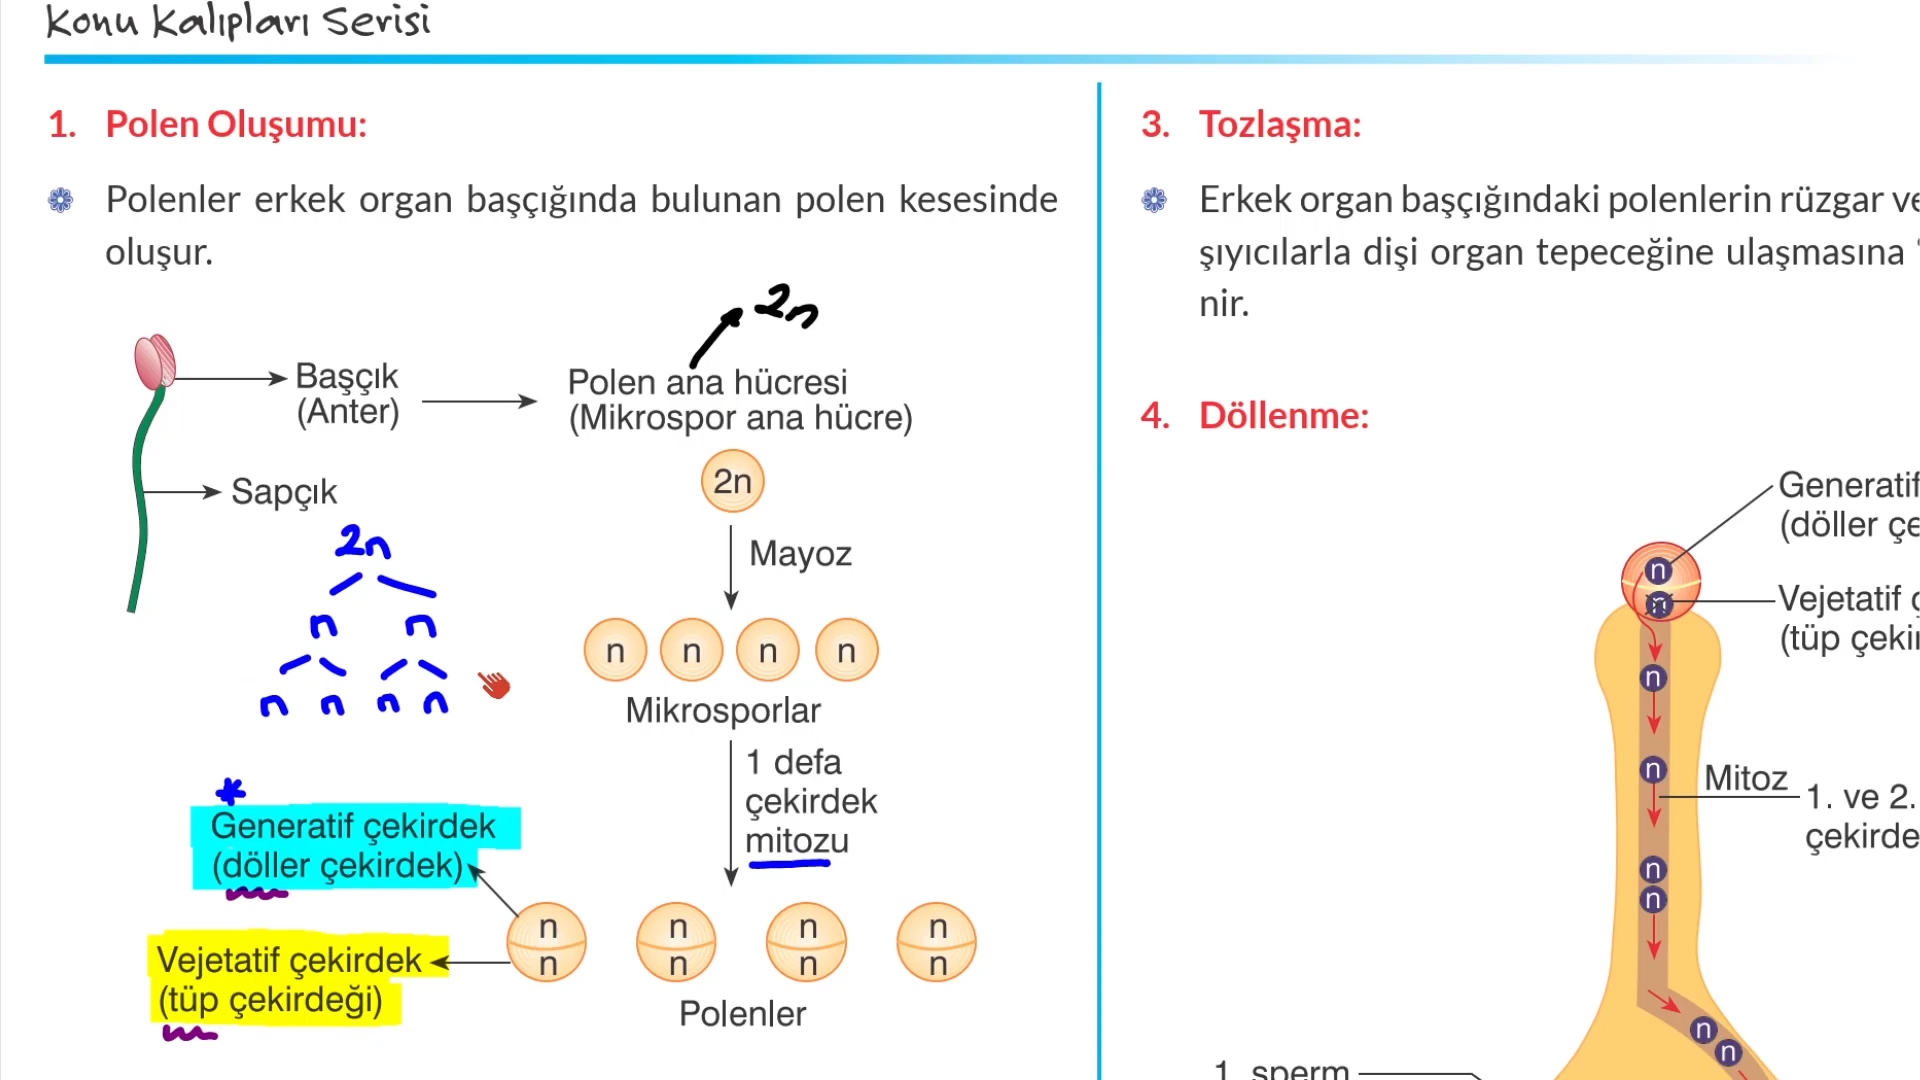 Konu Kalıpları Serisi
1. Polen Oluşumu:
Polenler erkek organ başçığında bulunan polen kesesinde
oluşur.
2n
Başçık
(Anter)
Polen ana hücresi
(Mikrospor ana hücre)
2n
Sapçık
Mayoz
2n
n n
n n n n
n n n n
Mikrosporlar
1 defa
çekirdek
mitozu
Generatif çekirdek
(döller çekirdek)
Vejetatif çekirdek
(tüp çekirdeği)
n n n n
n n n n
Polenler
3. Tozlaşma:
Erkek organ başçığındaki polenlerin rüzgar ve
şıyıcılarla dişi organ tepeceğine ulaşmasına
nir.
4. Döllenme:
Generatif
(döller çe
n
n
Vejetatif ç
(tüp çekir
n
n
Mitoz
1. ve 2.
çekirde
n
n
n
n
1. sperm